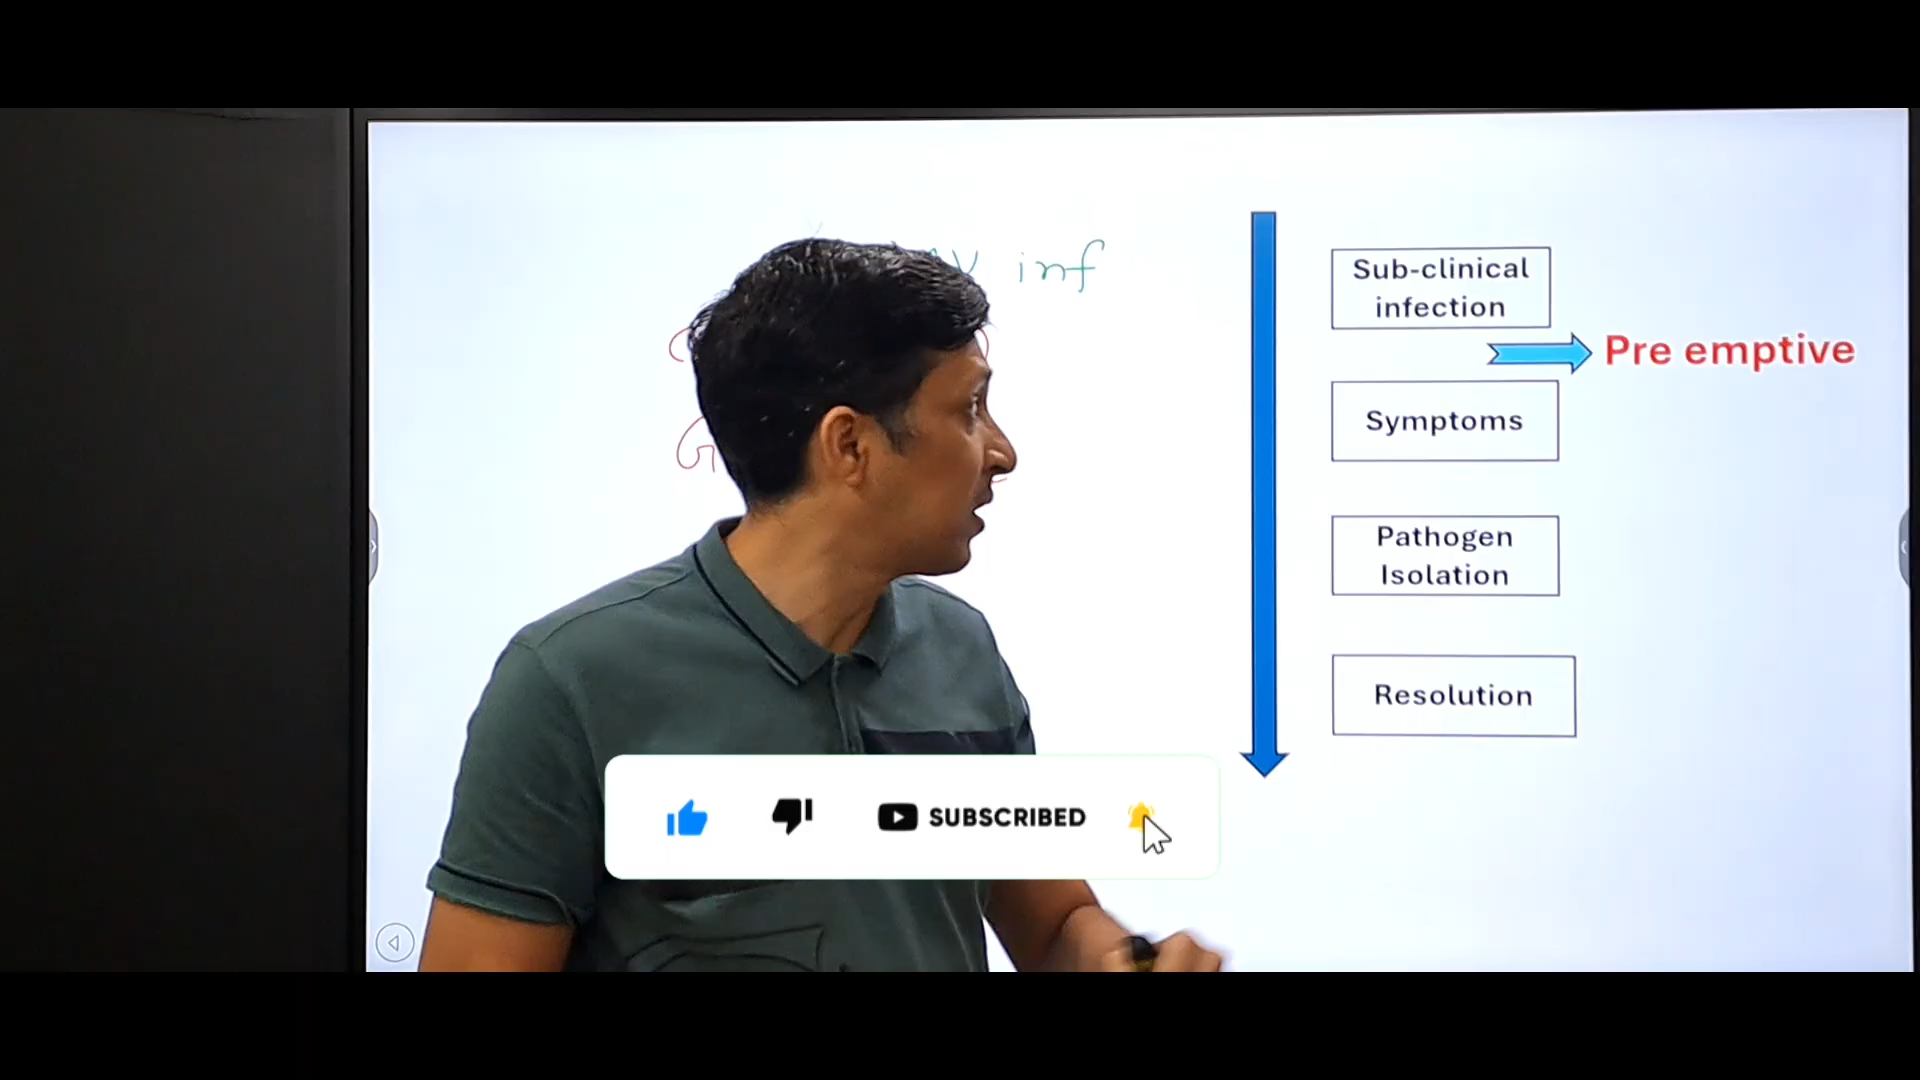 inf
Sub-clinical
infection
Pre emptive
Symptoms
Pathogen
Isolation
Resolution
SUBSCRIBED